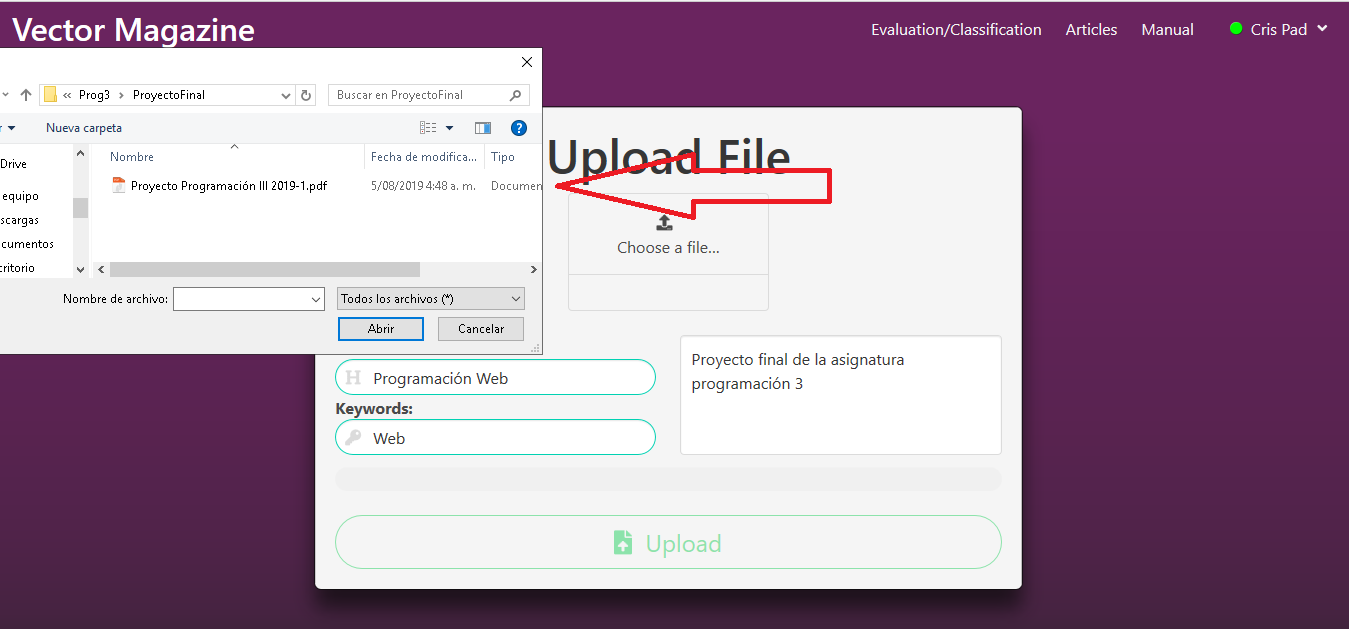 Vector Magazine
Evaluation/Classification Articles Manual Cris Pad
« Prog3 › ProyectoFinal
Buscar en ProyectoFinal
Nueva carpeta
Nombre Fecha de modifica... Tipo
Proyecto Programación III 2019-1.pdf 5/08/2019 4:48 a. m. Documen
Drive
equipo
scargas
cumentos
critorio
Nombre de archivo: Todos los archivos (*)
Abrir Cancelar
Upload File
Choose a file...
H Programación Web
Keywords:
Web
Proyecto final de la asignatura
programación 3
Upload